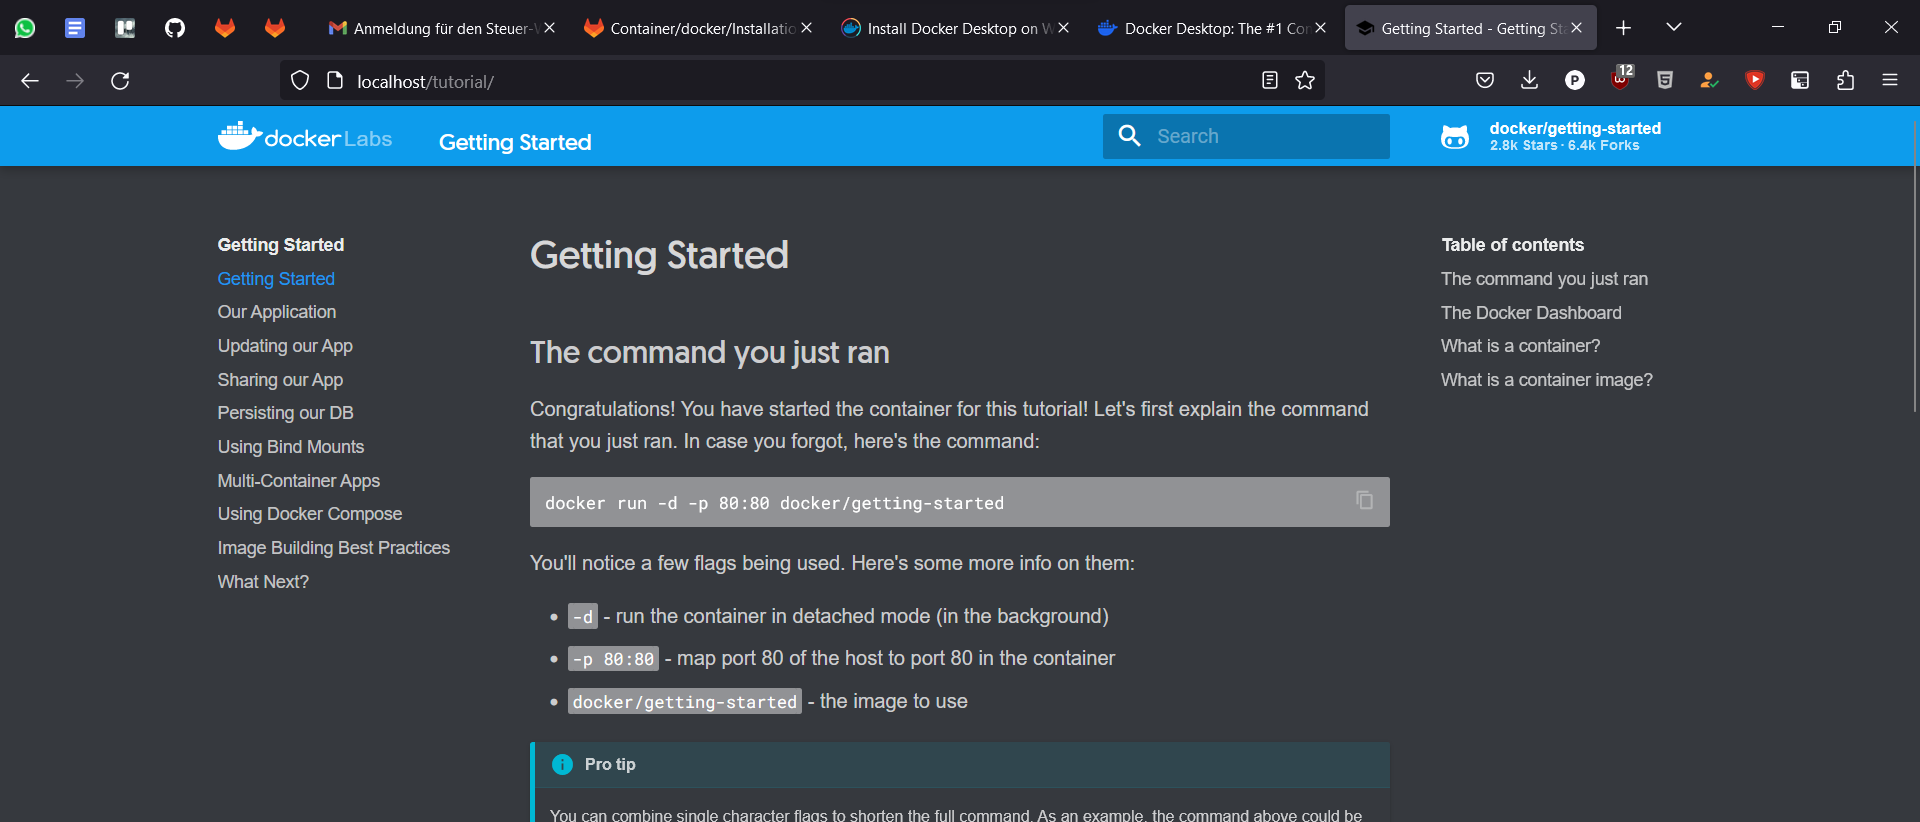 Anmeldung für den Steuer-
Container/docker/Installatio
Install Docker Desktop on W
Docker Desktop: The #1 Con
Getting Started - Getting Sta
localhost/tutorial/
12
docker Labs
Getting Started
Search
docker/getting-started
2.8k Stars · 6.4k Forks
Getting Started
Getting Started
Our Application
Updating our App
Sharing our App
Persisting our DB
Using Bind Mounts
Multi-Container Apps
Using Docker Compose
Image Building Best Practices
What Next?
Getting Started
The command you just ran
Congratulations! You have started the container for this tutorial! Let's first explain the command
that you just ran. In case you forgot, here's the command:
docker run -d -p 80:80 docker/getting-started
You'll notice a few flags being used. Here's some more info on them:
-d - run the container in detached mode (in the background)
-p 80:80 - map port 80 of the host to port 80 in the container
docker/getting-started - the image to use
Pro tip
You can combine single character flags to shorten the full command. As an example, the command above could be
Table of contents
The command you just ran
The Docker Dashboard
What is a container?
What is a container image?